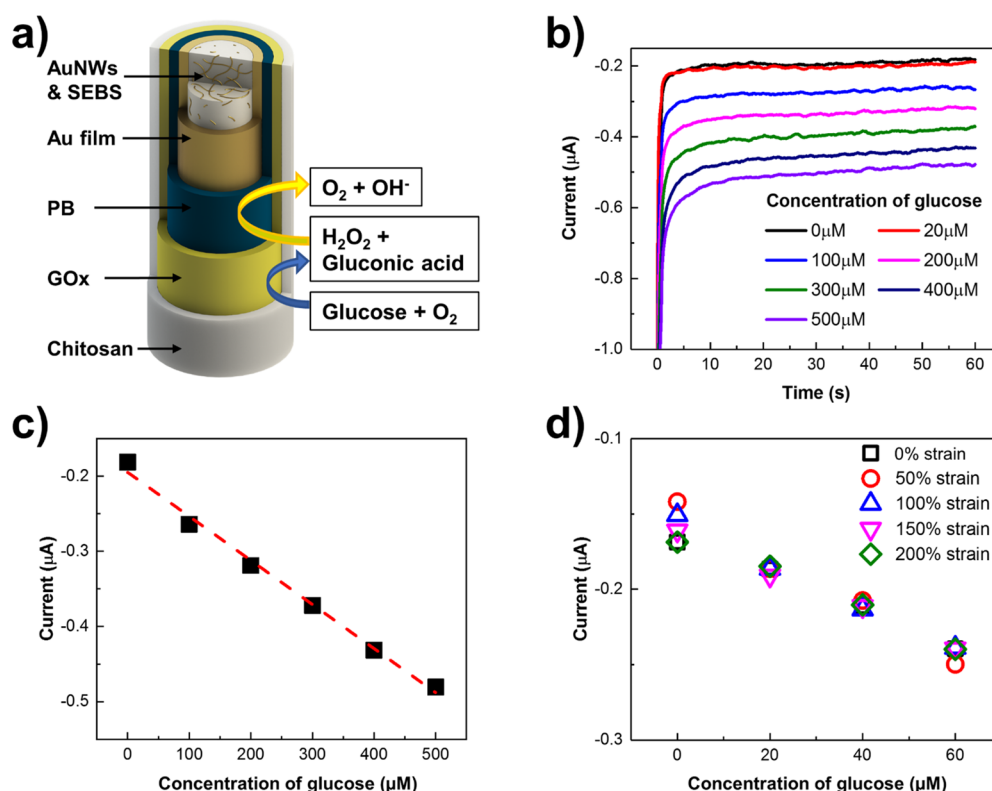 a)
AuNWs
& SEBS
Au film
PB
GOx
Chitosan
O₂ + OH⁻
H₂O₂ +
Gluconic acid
Glucose + O₂
b)
Current (μA)
-0.2
-0.4
-0.6
-0.8
-1.0
Concentration of glucose
0μM 20μM
100μM 200μM
300μM 400μM
500μM
0 10 20 30 40 50 60
Time (s)
c)
Current (μA)
-0.2
-0.3
-0.4
-0.5
0 100 200 300 400 500
Concentration of glucose (μM)
d)
Current (μA)
-0.1
-0.2
-0.3
0% strain
50% strain
100% strain
150% strain
200% strain
0 20 40 60
Concentration of glucose (μM)